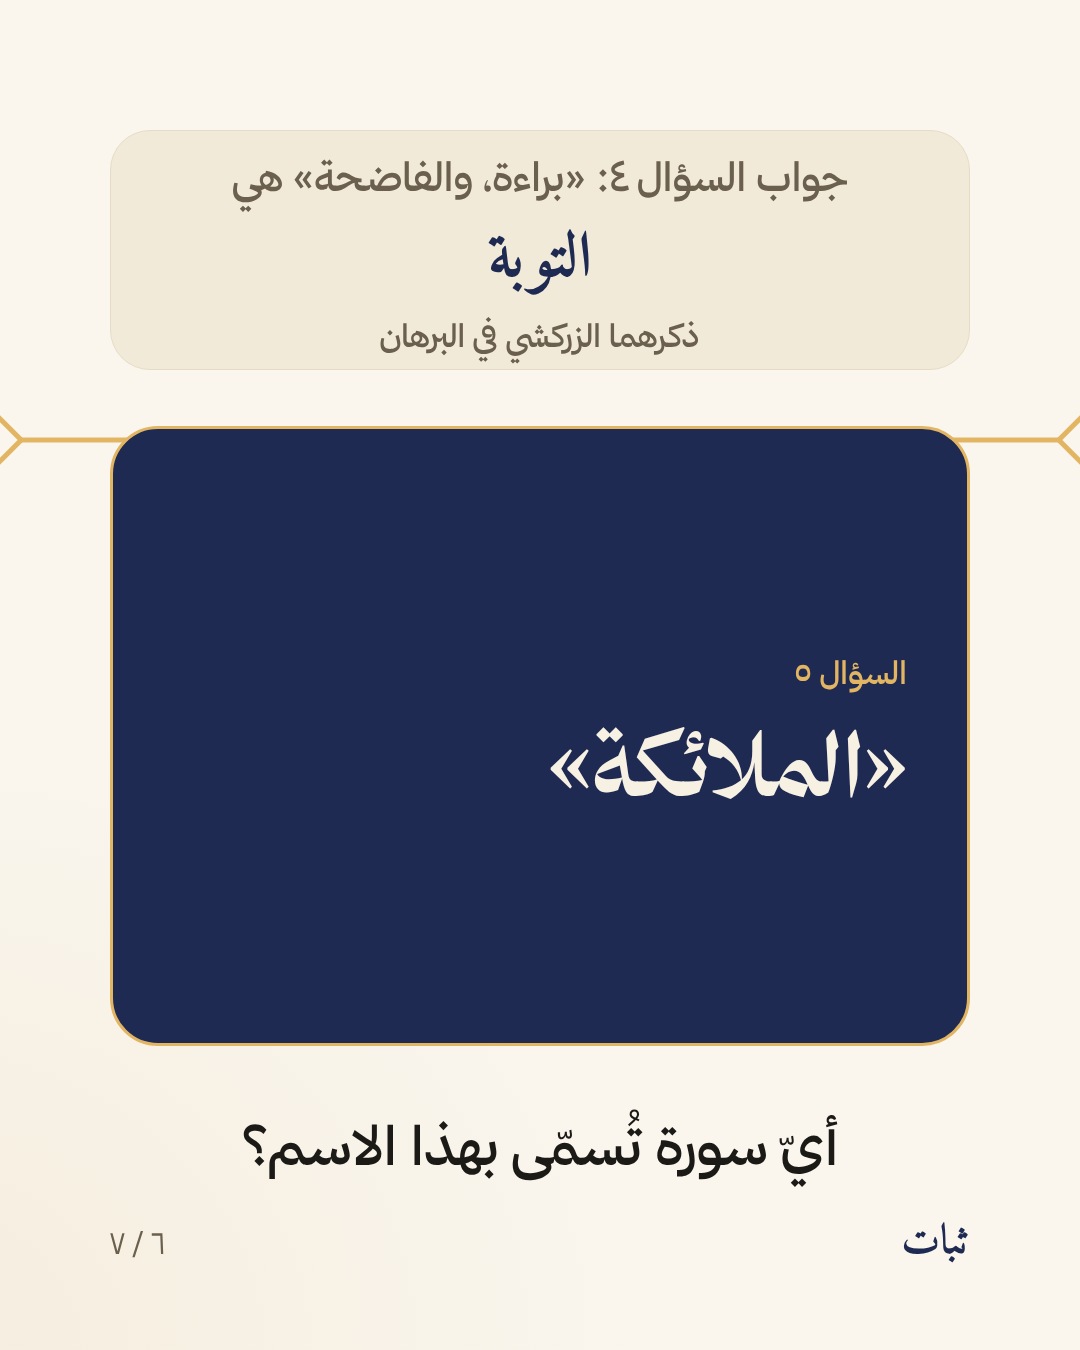 جواب السؤال ٤: «براءة، والفاضحة» هي
التوبة
ذكرهما الزركشي في البرهان
السؤال ٥
«الملائكة»
أيّ سورة تُسمّى بهذا الاسم؟
ثبات
٦ / ٧